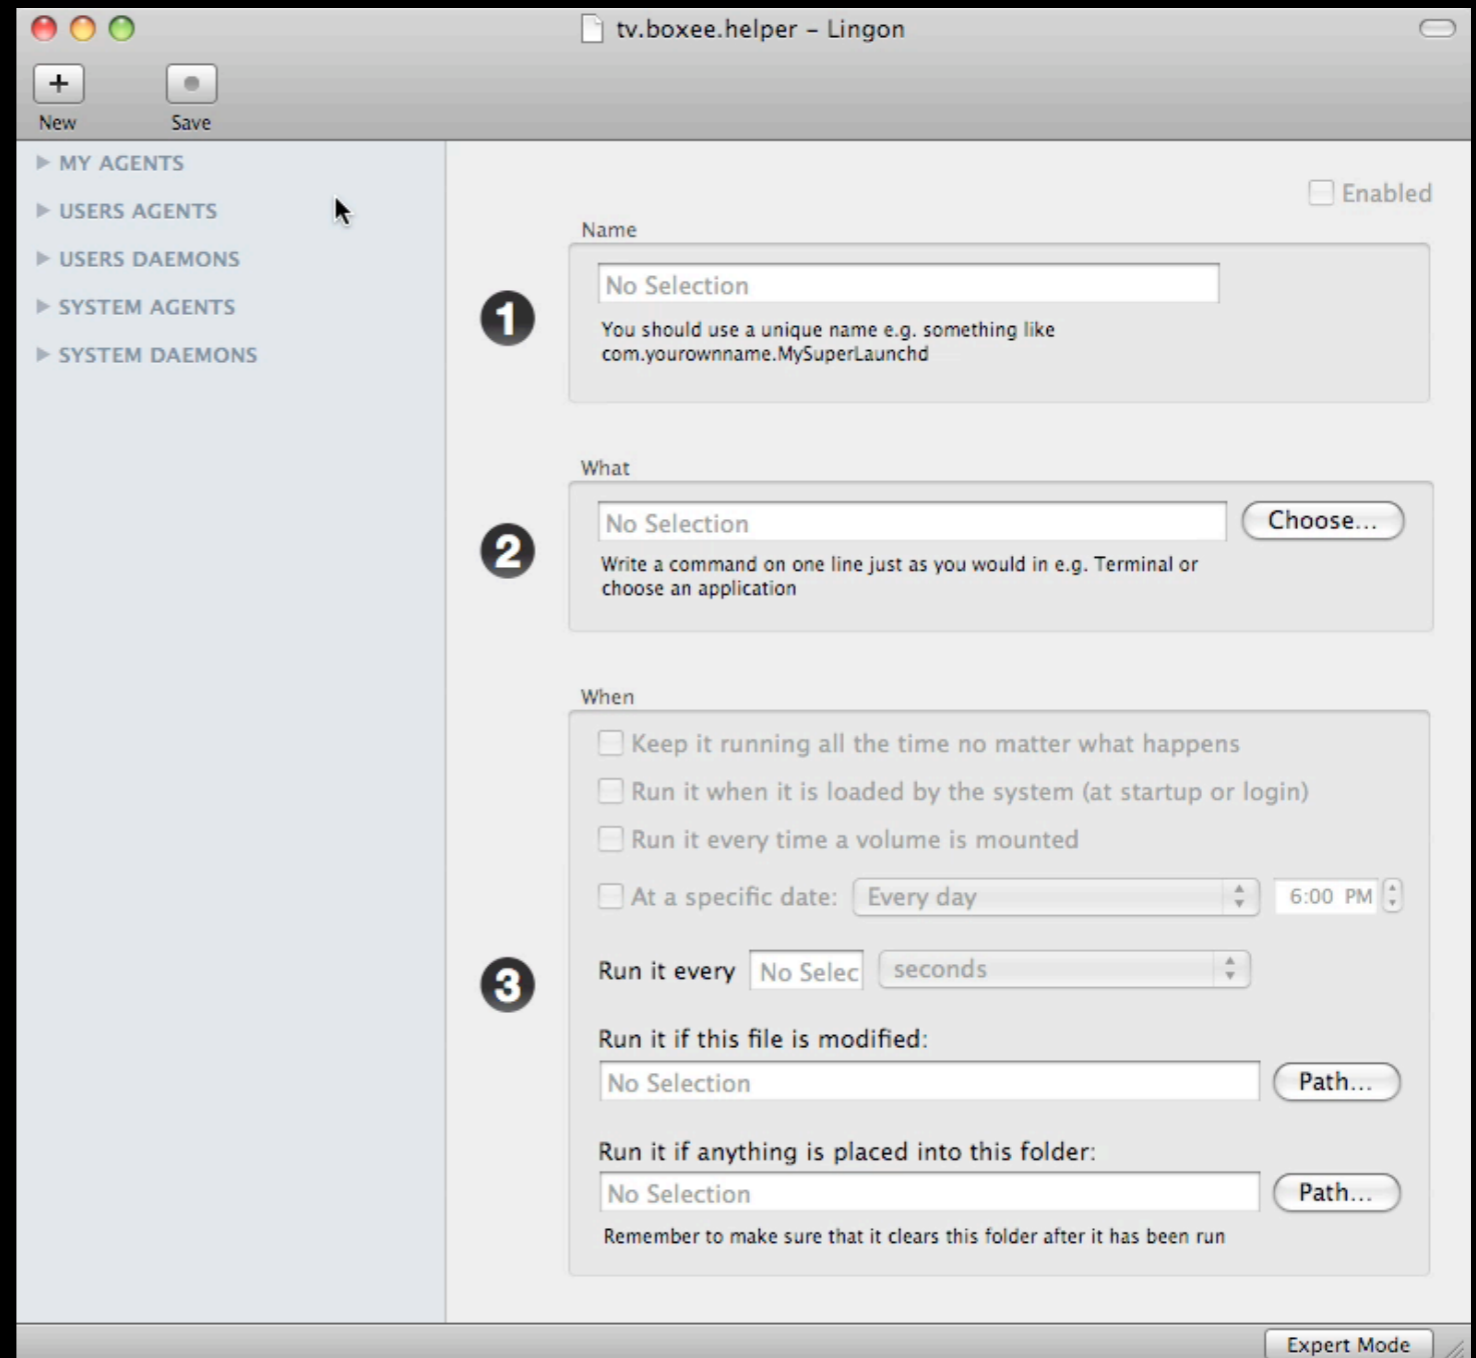 tv.boxee.helper – Lingon
New
Save
MY AGENTS
USERS AGENTS
USERS DAEMONS
SYSTEM AGENTS
SYSTEM DAEMONS
Enabled
Name
1
No Selection
You should use a unique name e.g. something like
com.yourownname.MySuperLaunchd
What
2
No Selection
Choose...
Write a command on one line just as you would in e.g. Terminal or
choose an application
When
3
Keep it running all the time no matter what happens
Run it when it is loaded by the system (at startup or login)
Run it every time a volume is mounted
At a specific date: Every day 6:00 PM
Run it every No Selec seconds
Run it if this file is modified:
No Selection Path...
Run it if anything is placed into this folder:
No Selection Path...
Remember to make sure that it clears this folder after it has been run
Expert Mode